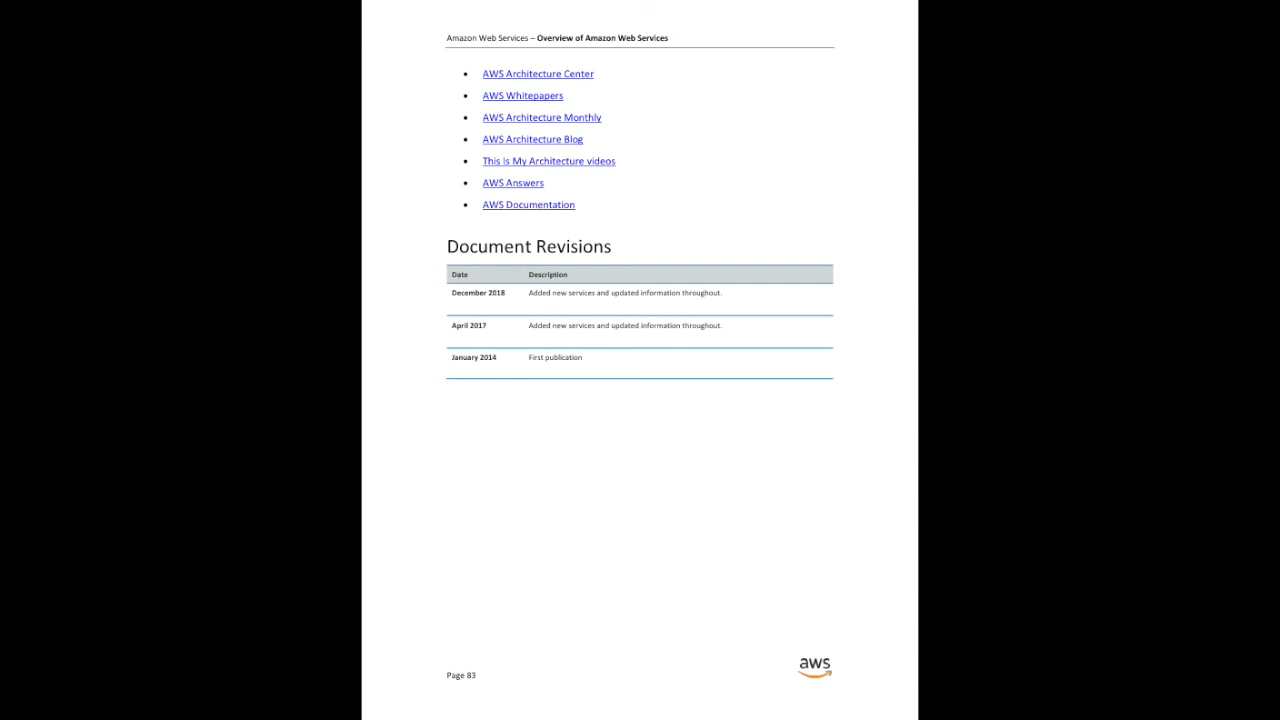 Amazon Web Services – Overview of Amazon Web Services
• AWS Architecture Center
• AWS Whitepapers
• AWS Architecture Monthly
• AWS Architecture Blog
• This Is My Architecture videos
• AWS Answers
• AWS Documentation
Document Revisions
Date Description
December 2018 Added new services and updated information throughout.
April 2017 Added new services and updated information throughout.
January 2014 First publication
aws
Page 83